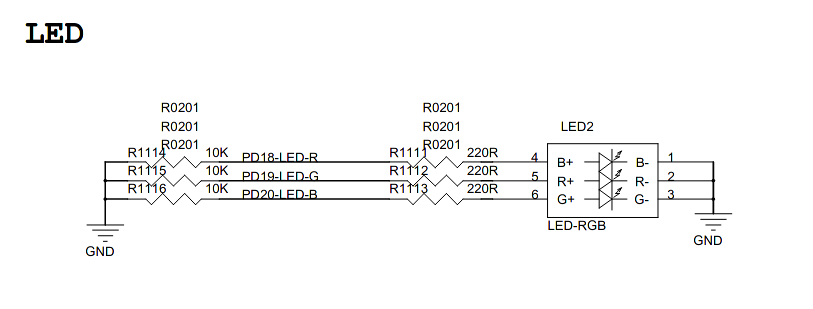 LED
R0201 R0201
R0201 R0201 LED2
R0201 R0201
R1114 10K PD18-LED-R R1111 220R 4 B+ B- 1
R1115 10K PD19-LED-G R1112 220R 5 R+ R- 2
R1116 10K PD20-LED-B R1113 220R 6 G+ G- 3
LED-RGB
GND GND